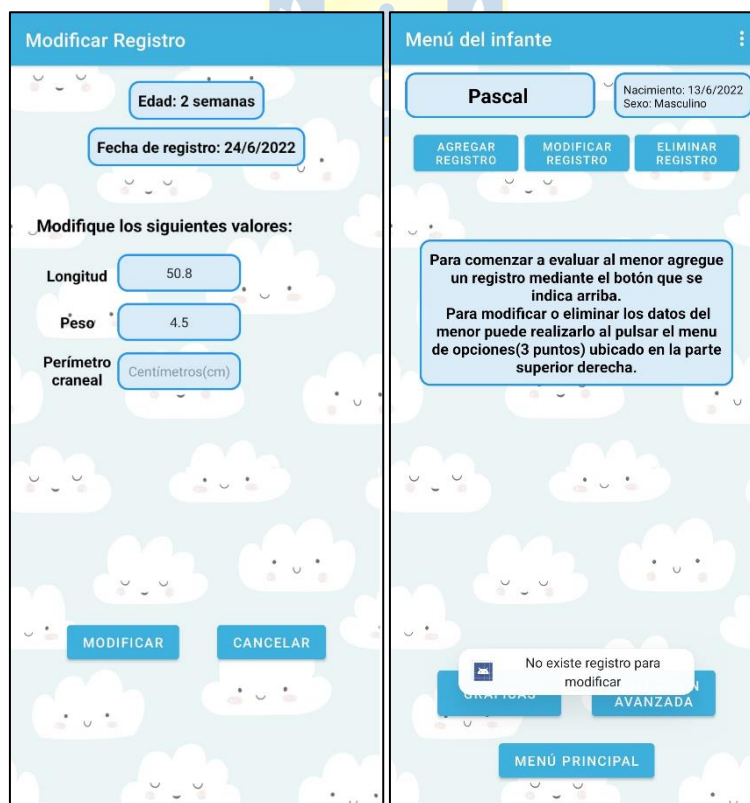 Modificar Registro
Edad: 2 semanas
Fecha de registro: 24/6/2022
Modifique los siguientes valores:
Longitud
50.8
Peso
4.5
Perímetro
craneal
Centímetros(cm)
MODIFICAR
CANCELAR
Menú del infante
Pascal
Nacimiento: 13/6/2022
Sexo: Masculino
AGREGAR
REGISTRO
MODIFICAR
REGISTRO
ELIMINAR
REGISTRO
Para comenzar a evaluar al menor agregue
un registro mediante el botón que se
indica arriba.
Para modificar o eliminar los datos del
menor puede realizarlo al pulsar el menu
de opciones(3 puntos) ubicado en la parte
superior derecha.
No existe registro para
modificar
GRÁFICAS
AVANZADA
MENÚ PRINCIPAL